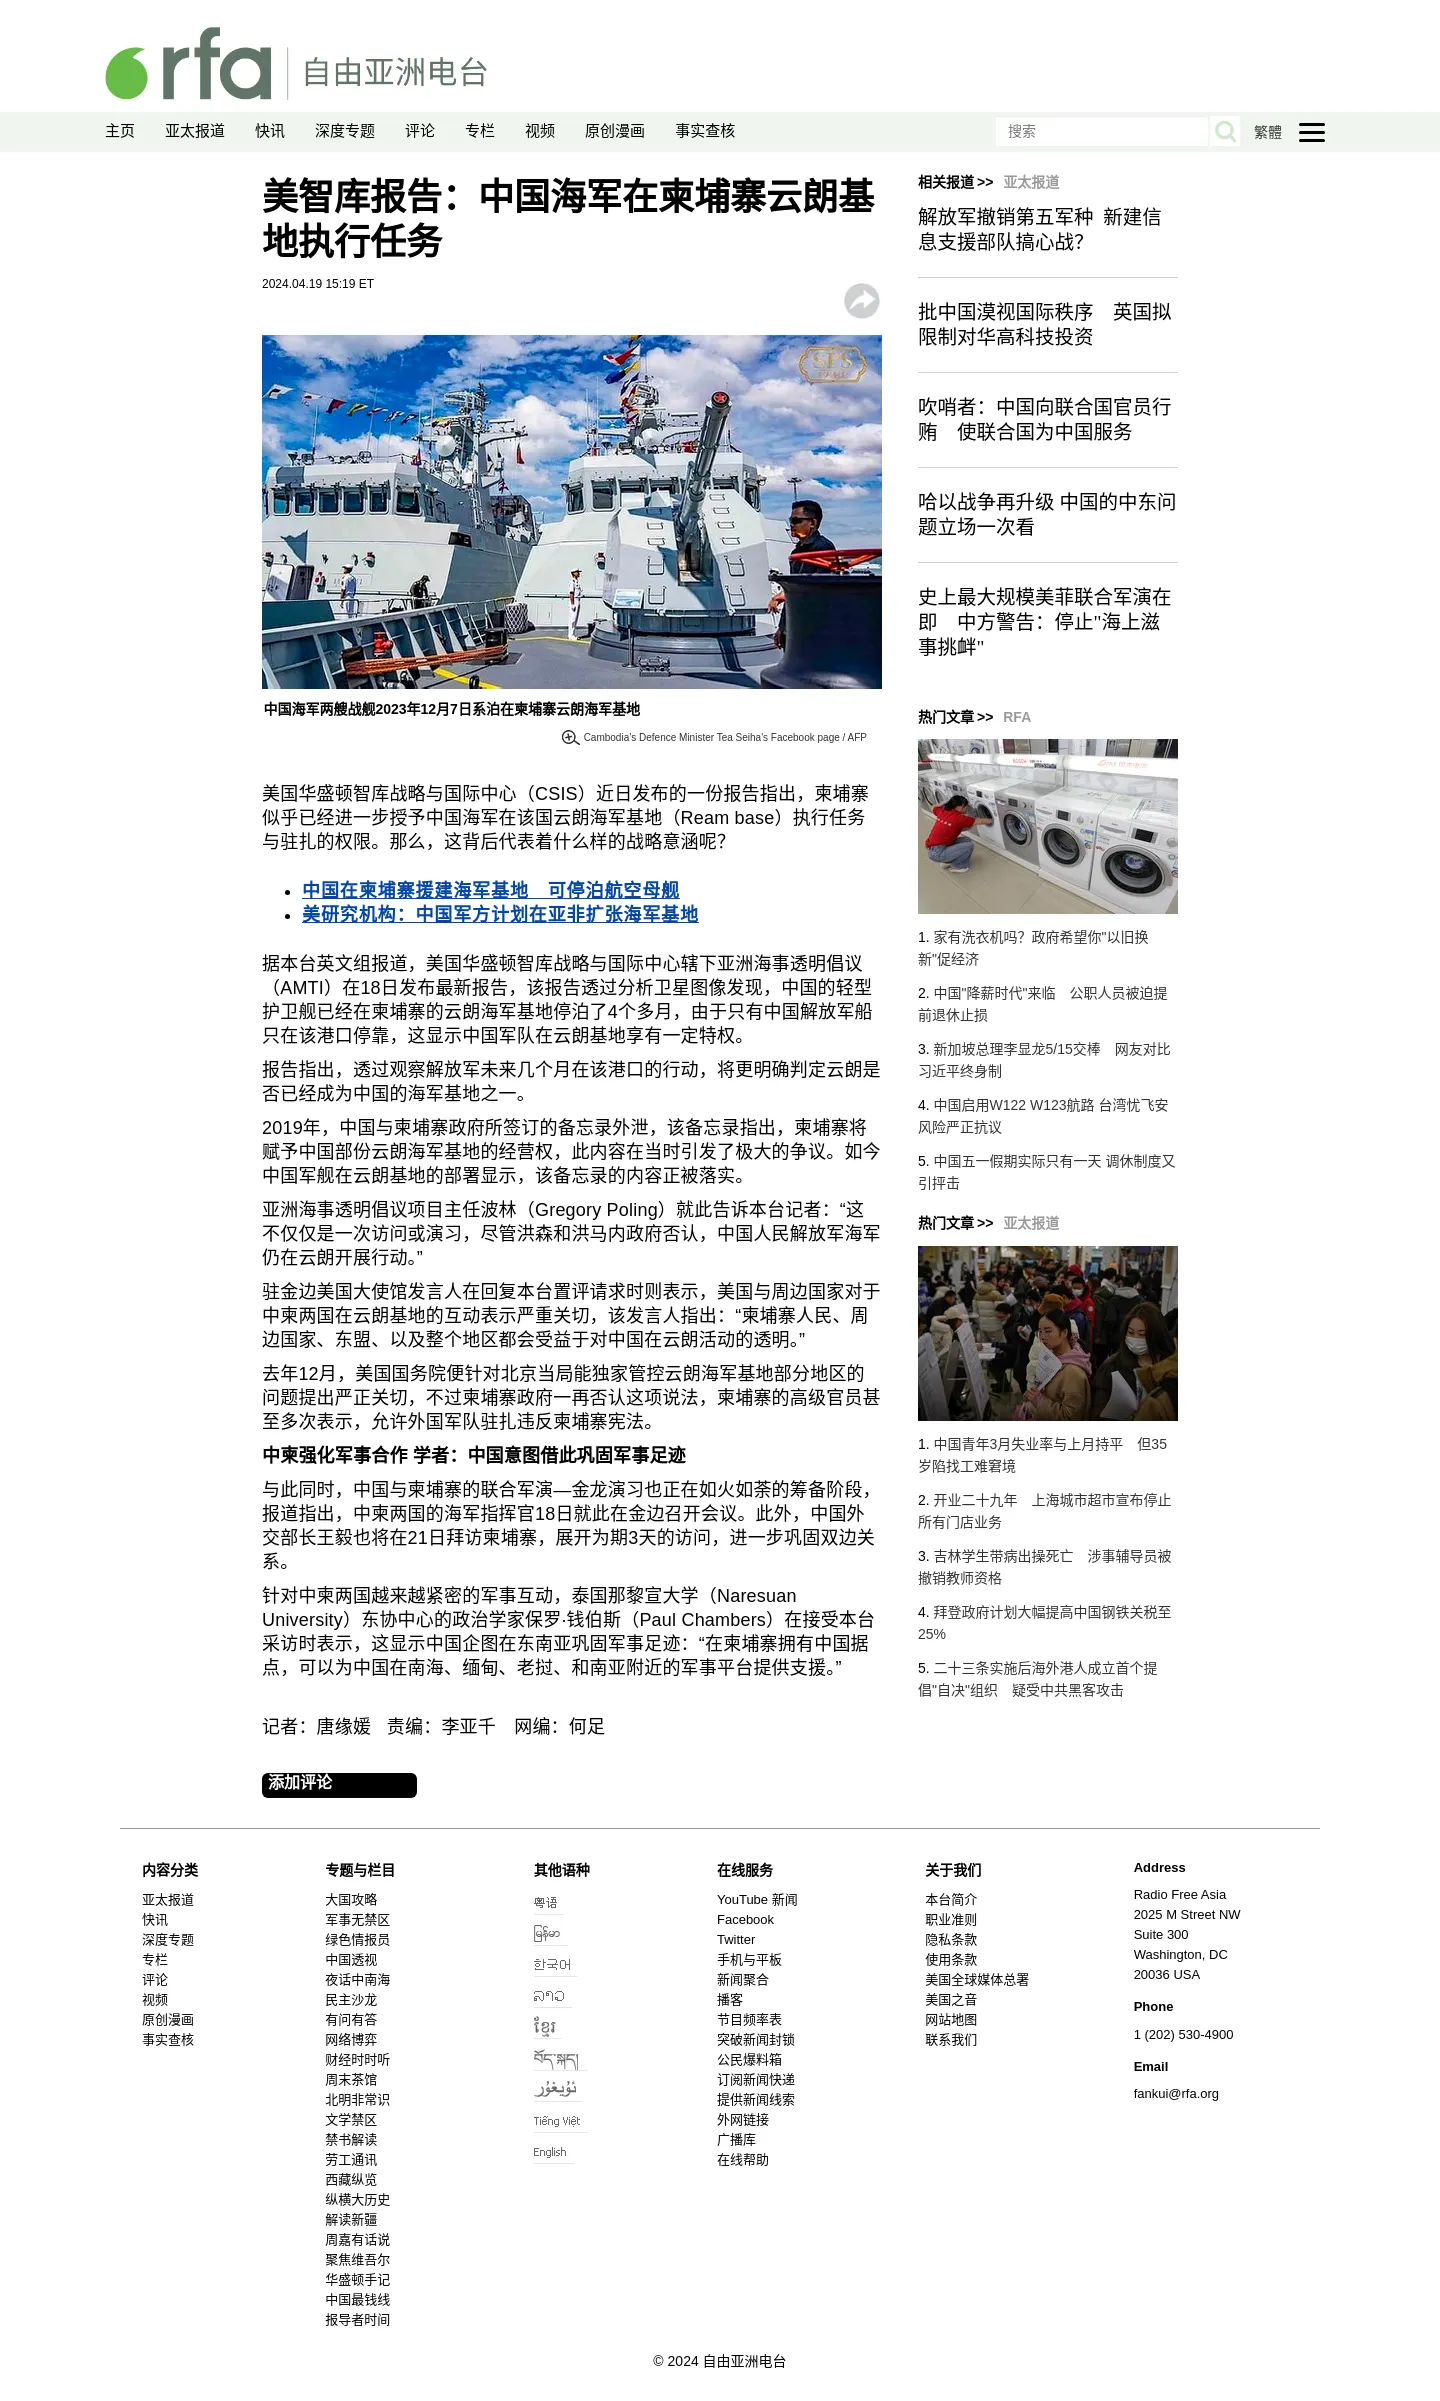 rfa
自由亚洲电台
主页 亚太报道 快讯 深度专题 评论 专栏 视频 原创漫画 事实查核
搜索
繁體
美智库报告：中国海军在柬埔寨云朗基
地执行任务
2024.04.19 15:19 ET
中国海军两艘战舰2023年12月7日系泊在柬埔寨云朗海军基地
Cambodia's Defence Minister Tea Seiha's Facebook page / AFP
美国华盛顿智库战略与国际中心（CSIS）近日发布的一份报告指出，柬埔寨
似乎已经进一步授予中国海军在该国云朗海军基地（Ream base）执行任务
与驻扎的权限。那么，这背后代表着什么样的战略意涵呢？
中国在柬埔寨援建海军基地　可停泊航空母舰
美研究机构：中国军方计划在亚非扩张海军基地
据本台英文组报道，美国华盛顿智库战略与国际中心辖下亚洲海事透明倡议
（AMTI）在18日发布最新报告，该报告透过分析卫星图像发现，中国的轻型
护卫舰已经在柬埔寨的云朗海军基地停泊了4个多月，由于只有中国解放军船
只在该港口停靠，这显示中国军队在云朗基地享有一定特权。
报告指出，透过观察解放军未来几个月在该港口的行动，将更明确判定云朗是
否已经成为中国的海军基地之一。
2019年，中国与柬埔寨政府所签订的备忘录外泄，该备忘录指出，柬埔寨将
赋予中国部份云朗海军基地的经营权，此内容在当时引发了极大的争议。如今
中国军舰在云朗基地的部署显示，该备忘录的内容正被落实。
亚洲海事透明倡议项目主任波林（Gregory Poling）就此告诉本台记者：“这
不仅仅是一次访问或演习，尽管洪森和洪马内政府否认，中国人民解放军海军
仍在云朗开展行动。”
驻金边美国大使馆发言人在回复本台置评请求时则表示，美国与周边国家对于
中柬两国在云朗基地的互动表示严重关切，该发言人指出：“柬埔寨人民、周
边国家、东盟、以及整个地区都会受益于对中国在云朗活动的透明。”
去年12月，美国国务院便针对北京当局能独家管控云朗海军基地部分地区的
问题提出严正关切，不过柬埔寨政府一再否认这项说法，柬埔寨的高级官员甚
至多次表示，允许外国军队驻扎违反柬埔寨宪法。
中柬强化军事合作 学者：中国意图借此巩固军事足迹
与此同时，中国与柬埔寨的联合军演—金龙演习也正在如火如荼的筹备阶段，
报道指出，中柬两国的海军指挥官18日就此在金边召开会议。此外，中国外
交部长王毅也将在21日拜访柬埔寨，展开为期3天的访问，进一步巩固双边关
系。
针对中柬两国越来越紧密的军事互动，泰国那黎宣大学（Naresuan
University）东协中心的政治学家保罗·钱伯斯（Paul Chambers）在接受本台
采访时表示，这显示中国企图在东南亚巩固军事足迹：“在柬埔寨拥有中国据
点，可以为中国在南海、缅甸、老挝、和南亚附近的军事平台提供支援。”
记者：唐缘媛　责编：李亚千　网编：何足
添加评论
相关报道 >> 亚太报道
解放军撤销第五军种 新建信
息支援部队搞心战？
批中国漠视国际秩序　英国拟
限制对华高科技投资
吹哨者：中国向联合国官员行
贿　使联合国为中国服务
哈以战争再升级 中国的中东问
题立场一次看
史上最大规模美菲联合军演在
即　中方警告：停止"海上滋
事挑衅"
热门文章 >> RFA
1. 家有洗衣机吗？政府希望你"以旧换
新"促经济
2. 中国"降薪时代"来临　公职人员被迫提
前退休止损
3. 新加坡总理李显龙5/15交棒　网友对比
习近平终身制
4. 中国启用W122 W123航路 台湾忧飞安
风险严正抗议
5. 中国五一假期实际只有一天 调休制度又
引抨击
热门文章 >> 亚太报道
1. 中国青年3月失业率与上月持平　但35
岁陷找工难窘境
2. 开业二十九年　上海城市超市宣布停止
所有门店业务
3. 吉林学生带病出操死亡　涉事辅导员被
撤销教师资格
4. 拜登政府计划大幅提高中国钢铁关税至
25%
5. 二十三条实施后海外港人成立首个提
倡"自决"组织　疑受中共黑客攻击
内容分类
亚太报道
快讯
深度专题
专栏
评论
视频
原创漫画
事实查核
专题与栏目
大国攻略
军事无禁区
绿色情报员
中国透视
夜话中南海
民主沙龙
有问有答
网络博弈
财经时时听
周末茶馆
北明非常识
文学禁区
禁书解读
劳工通讯
西藏纵览
纵横大历史
解读新疆
周嘉有话说
聚焦维吾尔
华盛顿手记
中国最钱线
报导者时间
其他语种
粤语
မြန်မာ
한국어
ລາວ
ខ្មែរ
བོད་སྐད།
ئۇيغۇر
Tiếng Việt
English
在线服务
YouTube 新闻
Facebook
Twitter
手机与平板
新闻聚合
播客
节目频率表
突破新闻封锁
公民爆料箱
订阅新闻快递
提供新闻线索
外网链接
广播库
在线帮助
关于我们
本台简介
职业准则
隐私条款
使用条款
美国全球媒体总署
美国之音
网站地图
联系我们
Address
Radio Free Asia
2025 M Street NW
Suite 300
Washington, DC
20036 USA
Phone
1 (202) 530-4900
Email
fankui@rfa.org
© 2024 自由亚洲电台